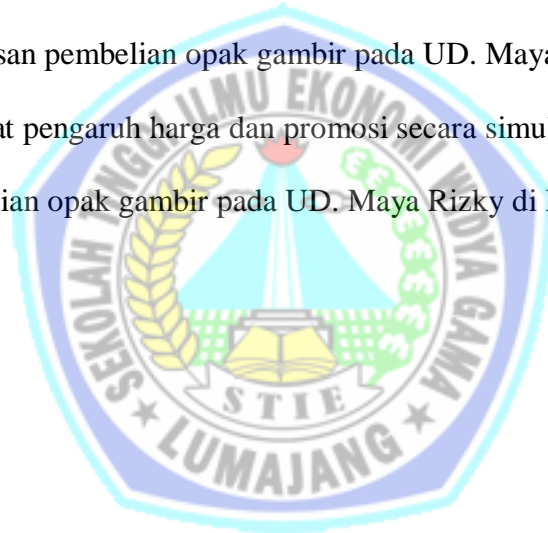 san pembelian opak gambir pada UD. Maya
at pengaruh harga dan promosi secara simul
ian opak gambir pada UD. Maya Rizky di
SEKOLAH TINGGI ILMU EKONOMI WIDYA GAMA
STIE
LUMAJANG